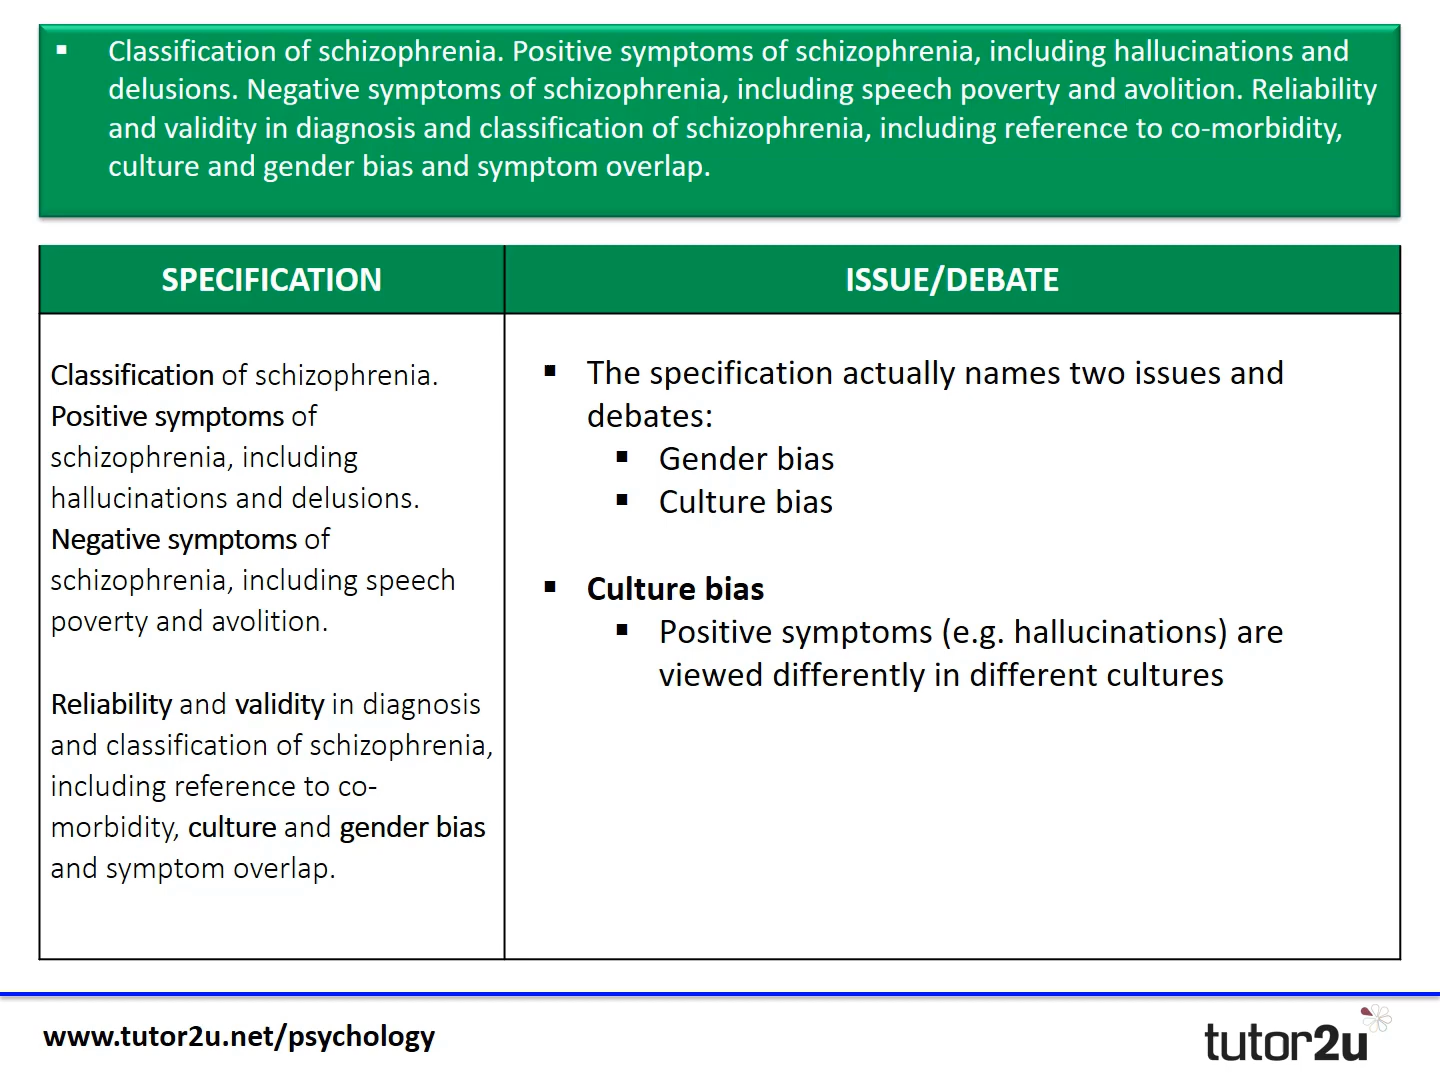 ▪ Classification of schizophrenia. Positive symptoms of schizophrenia, including hallucinations and
delusions. Negative symptoms of schizophrenia, including speech poverty and avolition. Reliability
and validity in diagnosis and classification of schizophrenia, including reference to co-morbidity,
culture and gender bias and symptom overlap.
SPECIFICATION
Classification of schizophrenia.
Positive symptoms of
schizophrenia, including
hallucinations and delusions.
Negative symptoms of
schizophrenia, including speech
poverty and avolition.
Reliability and validity in diagnosis
and classification of schizophrenia,
including reference to co-
morbidity, culture and gender bias
and symptom overlap.
ISSUE/DEBATE
▪ The specification actually names two issues and
debates:
▪ Gender bias
▪ Culture bias
▪ Culture bias
▪ Positive symptoms (e.g. hallucinations) are
viewed differently in different cultures
www.tutor2u.net/psychology
tutor2u